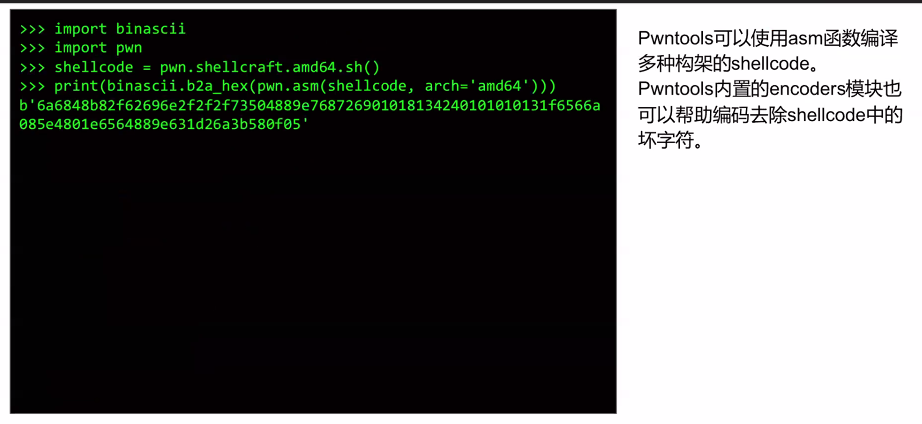 >>> import binascii
>>> import pwn
>>> shellcode = pwn.shellcraft.amd64.sh()
>>> print(binascii.b2a_hex(pwn.asm(shellcode, arch='amd64')))
b'6a6848b82f62696e2f2f2f73504889e768726901018134240101010131f6566a
085e4801e6564889e631d26a3b580f05'
Pwntools可以使用asm函数编译
多种构架的shellcode。
Pwntools内置的encoders模块也
可以帮助编码去除shellcode中的
坏字符。